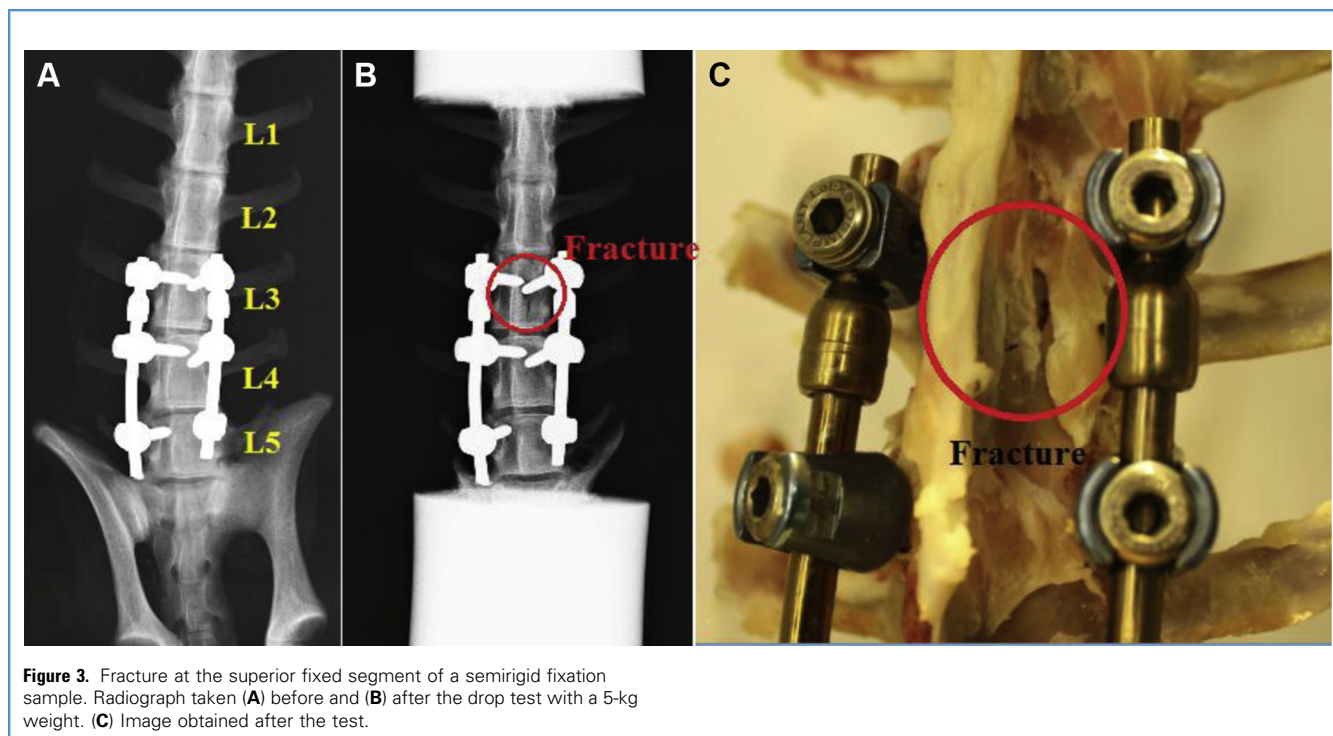 A
B
C
L1
L2
L3
L4
L5
Fracture
Fracture
Figure 3. Fracture at the superior fixed segment of a semirigid fixation
sample. Radiograph taken (A) before and (B) after the drop test with a 5-kg
weight. (C) Image obtained after the test.